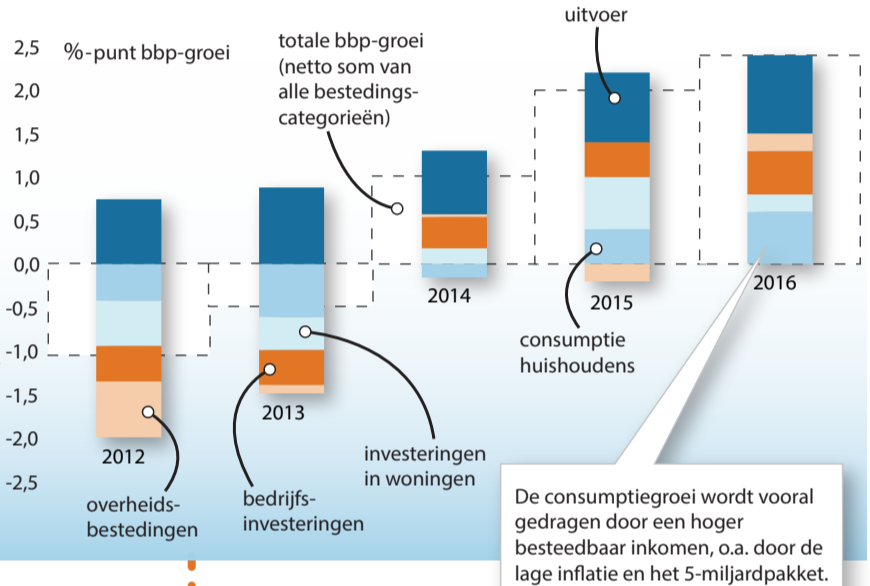 %-punt bbp-groei
2,5
2,0
1,5
1,0
0,5
0,0
-0,5
-1,0
-1,5
-2,0
-2,5
totale bbp-groei
(netto som van
alle bestedings-
categorieën)
uitvoer
2012
2013
2014
2015
2016
overheids-
bestedingen
bedrijfs-
investeringen
investeringen
in woningen
consumptie
huishoudens
De consumptiegroei wordt vooral
gedragen door een hoger
besteedbaar inkomen, o.a. door de
lage inflatie en het 5-miljardpakket.